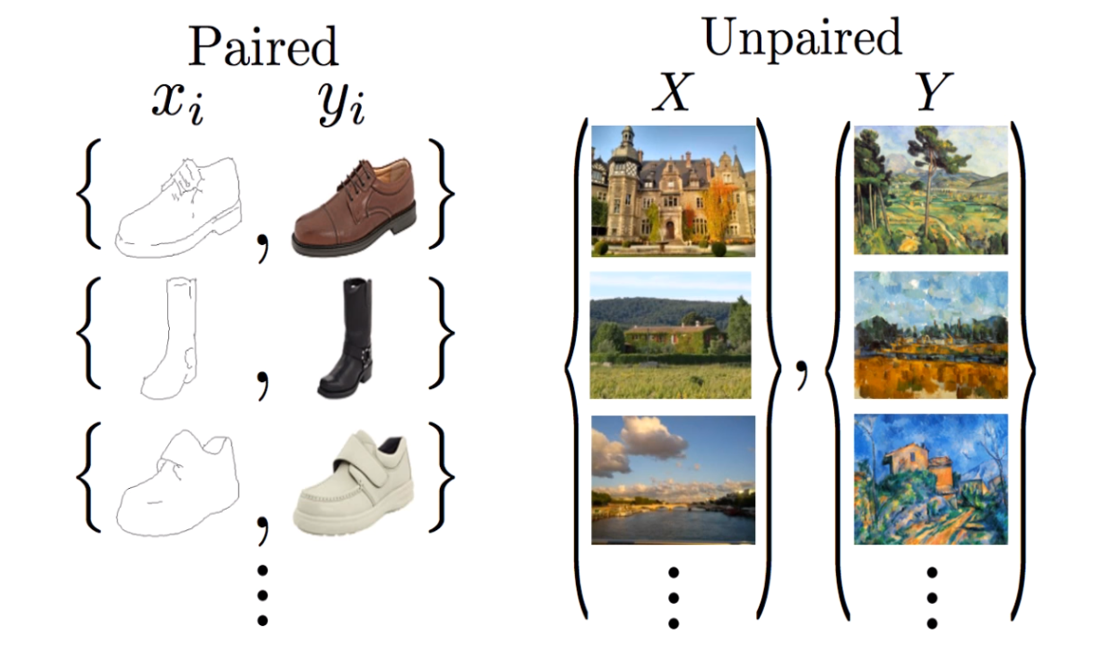 Paired
x_i y_i
{ , }
{ , }
{ , }
⋮
Unpaired
X Y
{ ⋮ } , { ⋮ }